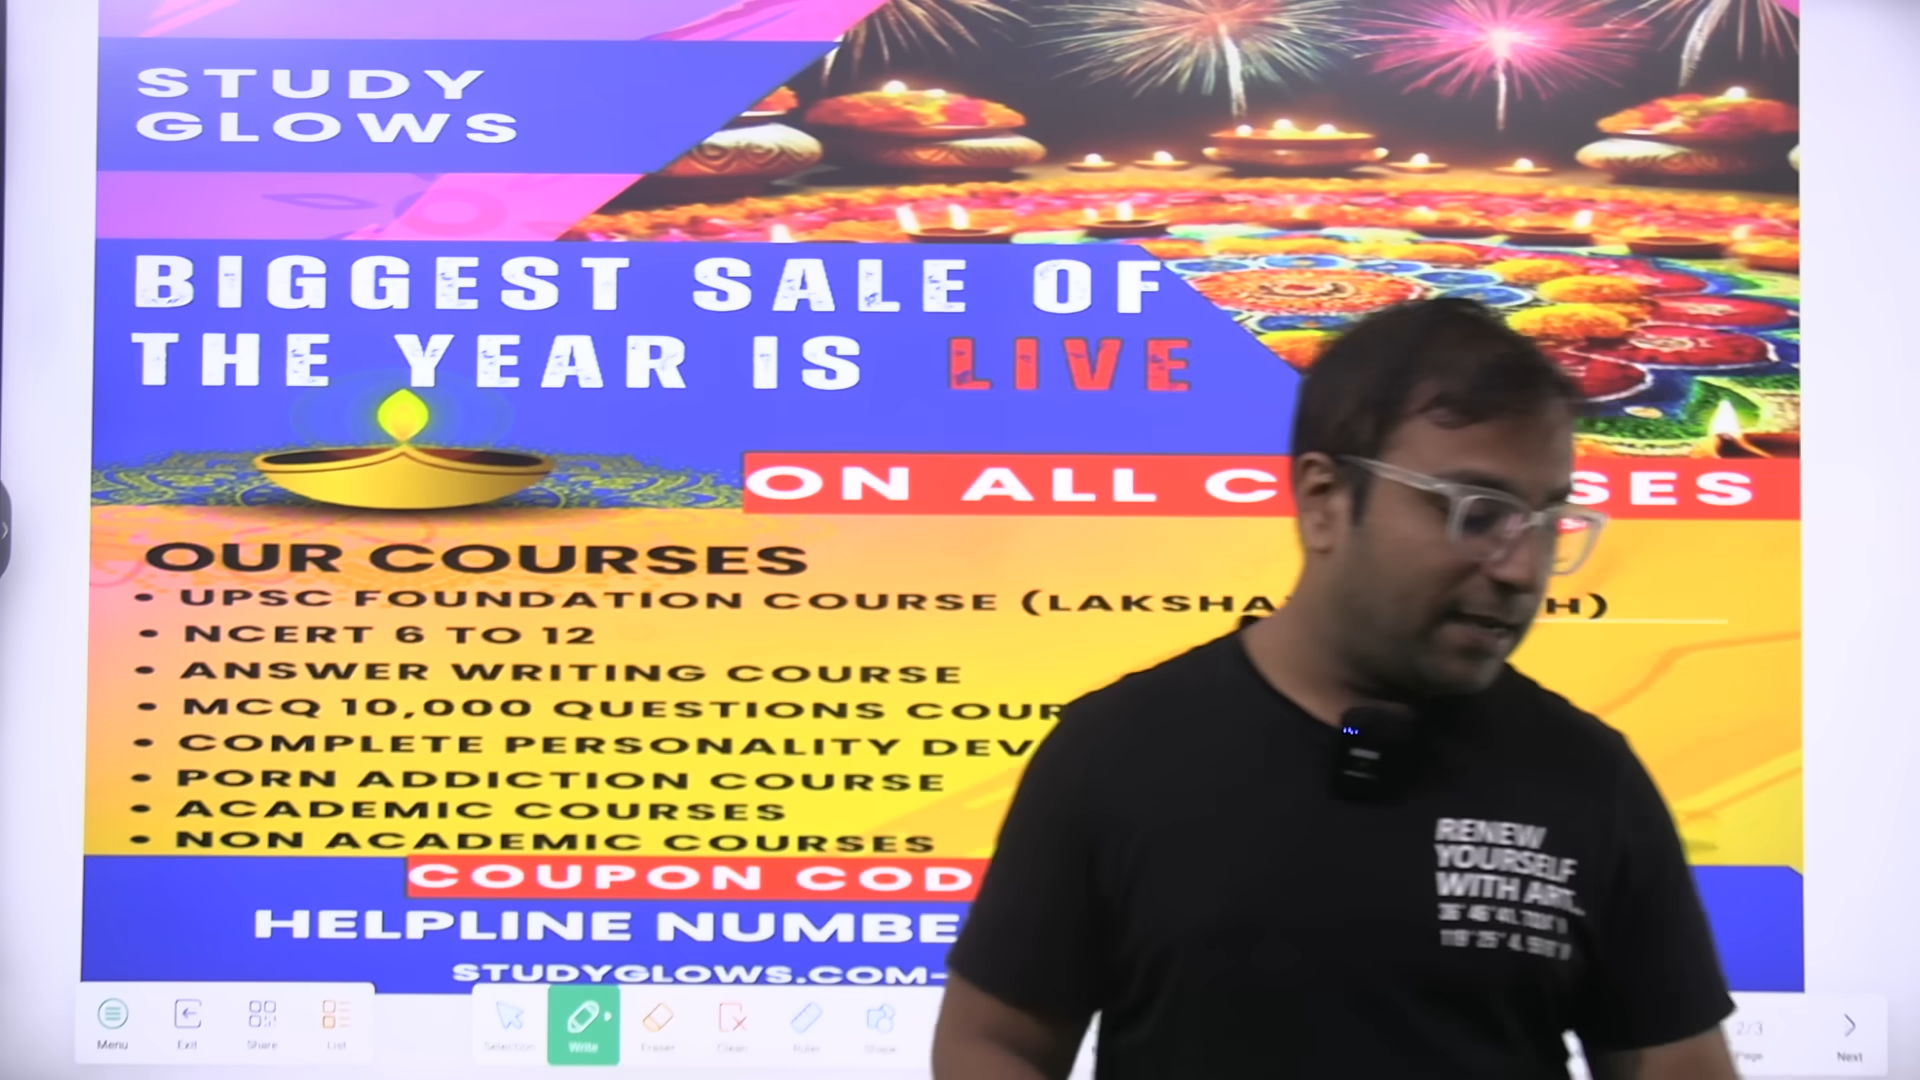 STUDY
GLOWS
BIGGEST SALE OF
THE YEAR IS LIVE
ON ALL C SES
OUR COURSES
• UPSC FOUNDATION COURSE (LAKSHA H)
• NCERT 6 TO 12
• ANSWER WRITING COURSE
• MCQ 10,000 QUESTIONS COUR
• COMPLETE PERSONALITY DEV
• PORN ADDICTION COURSE
• ACADEMIC COURSES
• NON ACADEMIC COURSES
COUPON COD
HELPLINE NUMBE
STUDYGLOWS.COM-
RENEW
YOURSELF
WITH ART...
Menu Exit Share List Selection Write Eraser Clean Ruler Shape 2/3 Page Next